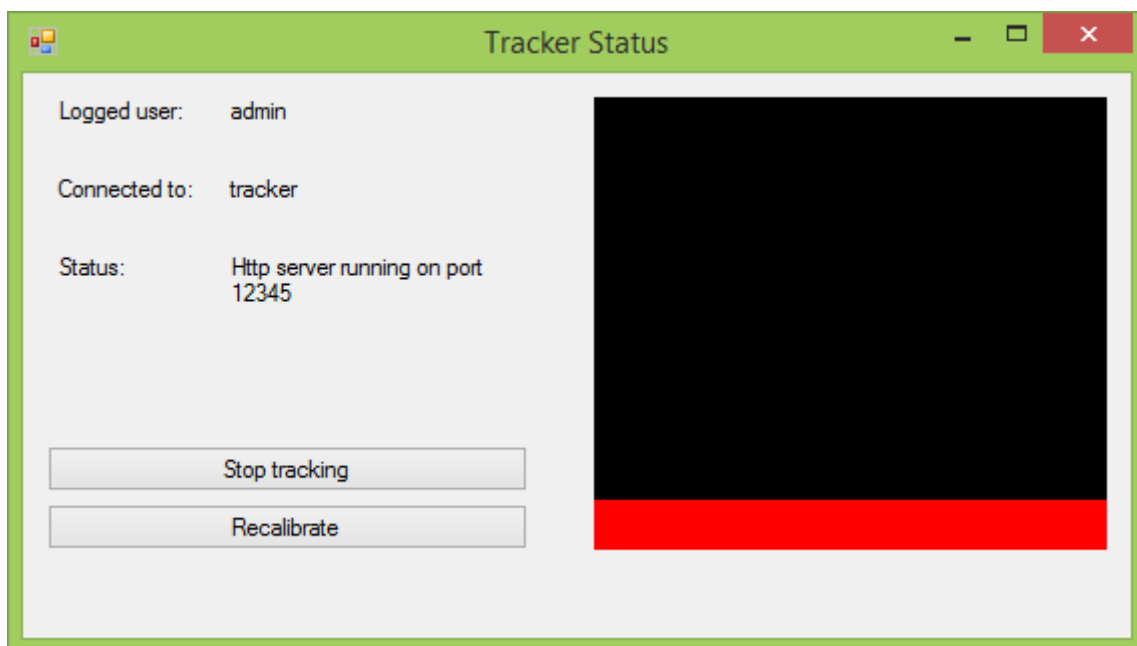 Tracker Status
Logged user: admin
Connected to: tracker
Status: Http server running on port
12345
Stop tracking
Recalibrate